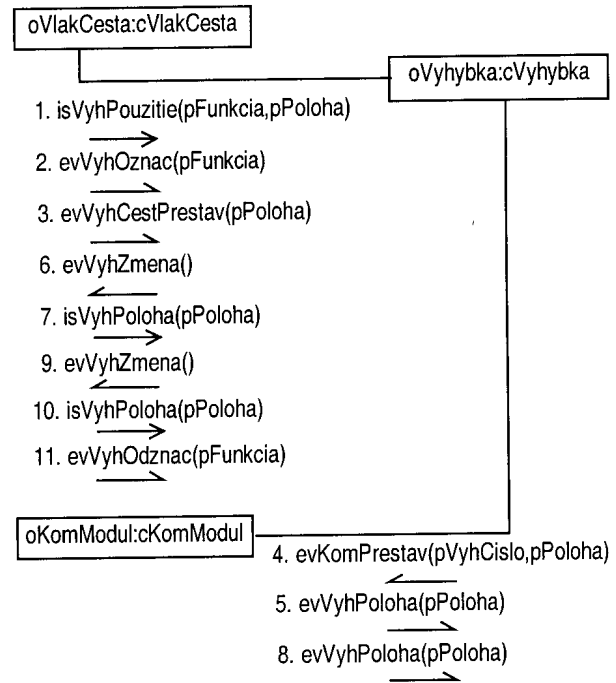 oVlakCesta:cVlakCesta
oVyhybka:cVyhybka
1. isVyhPouzitie(pFunkcia,pPoloha)
2. evVyhOznac(pFunkcia)
3. evVyhCestPrestav(pPoloha)
6. evVyhZmena()
7. isVyhPoloha(pPoloha)
9. evVyhZmena()
10. isVyhPoloha(pPoloha)
11. evVyhOdznac(pFunkcia)
oKomModul:cKomModul
4. evKomPrestav(pVyhCislo,pPoloha)
5. evVyhPoloha(pPoloha)
8. evVyhPoloha(pPoloha)